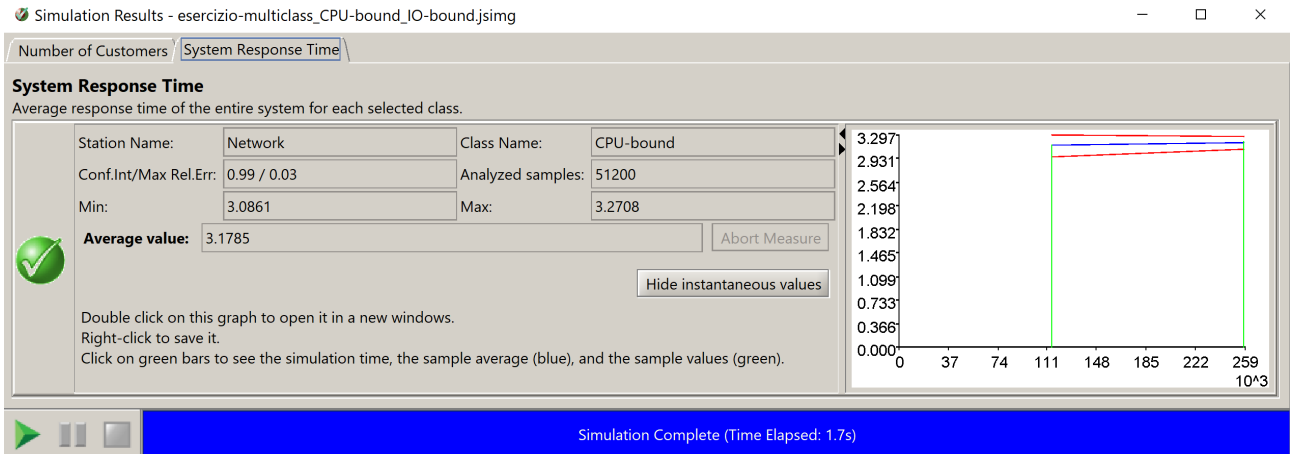 Simulation Results - esercizio-multiclass_CPU-bound_IO-bound.jsimg
Number of Customers System Response Time
System Response Time
Average response time of the entire system for each selected class.
Station Name: Network Class Name: CPU-bound
Conf.Int/Max Rel.Err: 0.99 / 0.03 Analyzed samples: 51200
Min: 3.0861 Max: 3.2708
Average value: 3.1785 Abort Measure
Hide instantaneous values
Double click on this graph to open it in a new windows.
Right-click to save it.
Click on green bars to see the simulation time, the sample average (blue), and the sample values (green).
3.297
2.931
2.564
2.198
1.832
1.465
1.099
0.733
0.366
0.000
0 37 74 111 148 185 222 259
10^3
Simulation Complete (Time Elapsed: 1.7s)